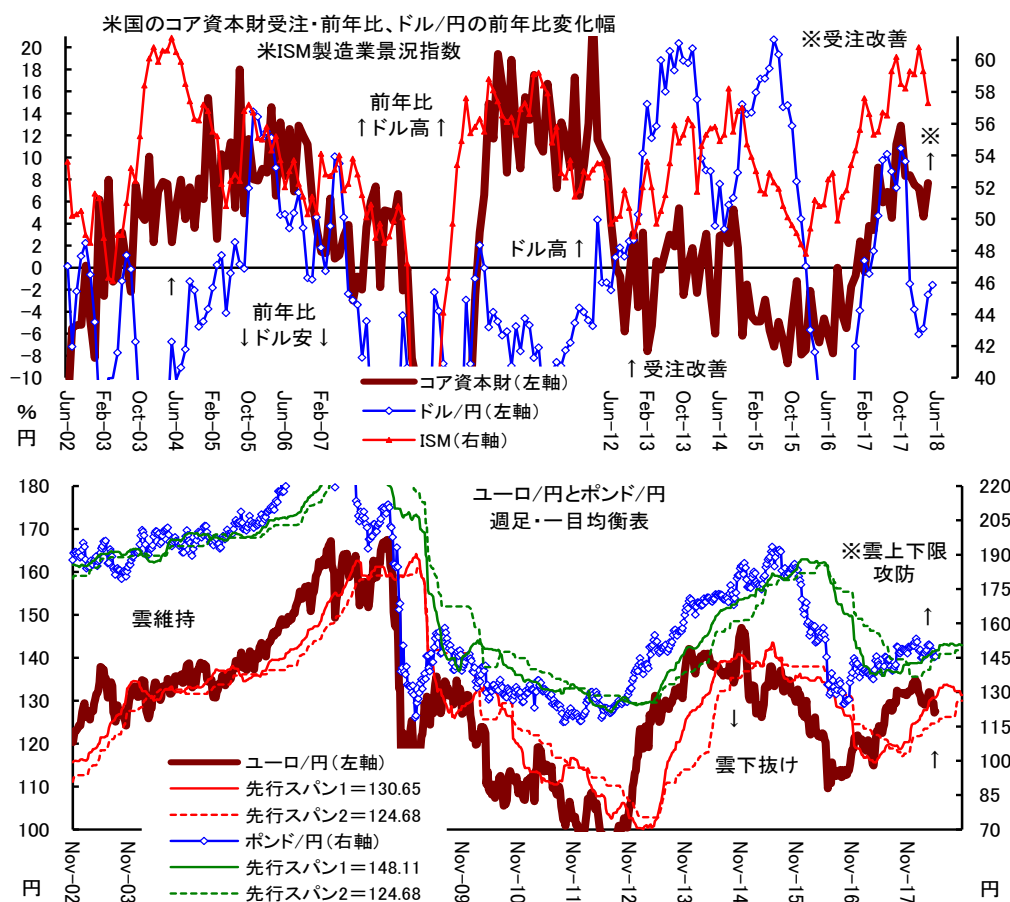 米国のコア資本財受注・前年比、ドル/円の前年比変化幅
米ISM製造業景況指数
※受注改善
前年比
↑ドル高↑
※
↑
ドル高↑
↑
前年比
↓ドル安↓
↑受注改善
20
18
16
14
12
10
8
6
4
2
0
−2
−4
−6
−8
−10
%
円
60
58
56
54
52
50
48
46
44
42
40
コア資本財(左軸)
ドル/円(左軸)
ISM(右軸)
Jun-02
Feb-03
Oct-03
Jun-04
Feb-05
Oct-05
Jun-06
Feb-07
Jun-12
Feb-13
Oct-13
Jun-14
Feb-15
Oct-15
Jun-16
Feb-17
Oct-17
Jun-18
ユーロ/円とポンド/円
週足・一目均衡表
※雲上下限
攻防
↑
雲維持
↓
雲下抜け
↑
180
170
160
150
140
130
120
110
100
円
220
205
190
175
160
145
130
115
100
85
70
円
ユーロ/円(左軸)
先行スパン1=130.65
先行スパン2=124.68
ポンド/円(右軸)
先行スパン1=148.11
先行スパン2=124.68
Nov-02
Nov-03
Nov-09
Nov-10
Nov-11
Nov-12
Nov-13
Nov-14
Nov-15
Nov-16
Nov-17